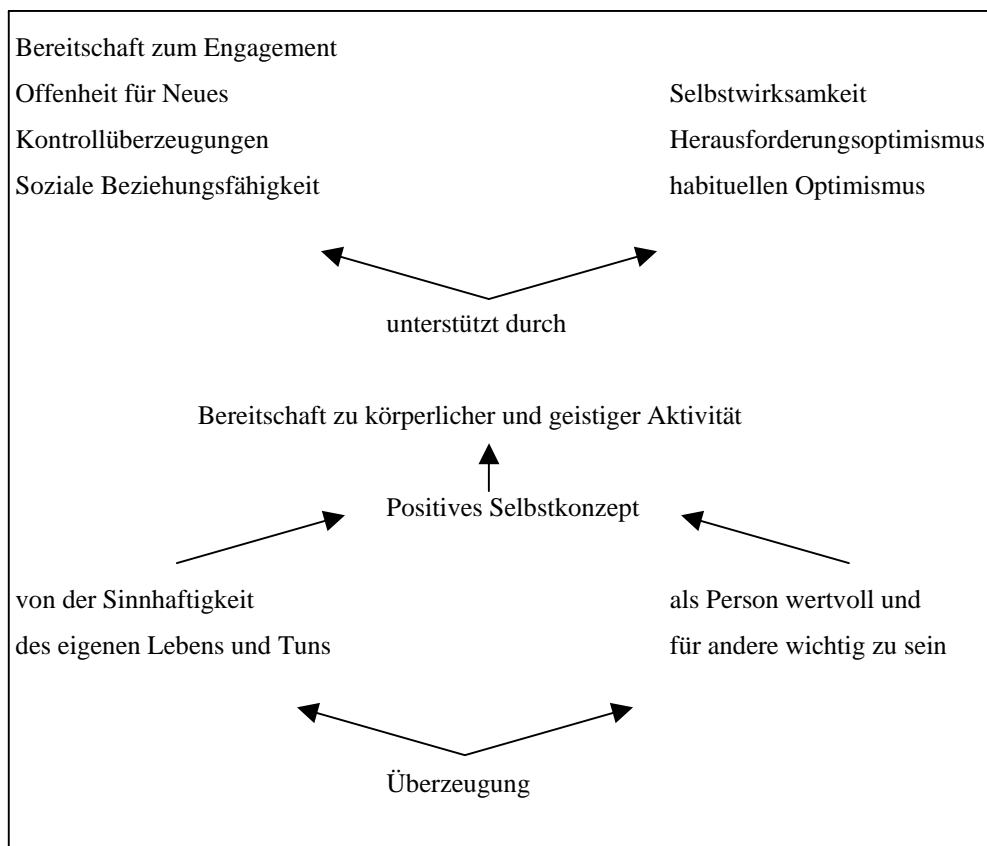 Bereitschaft zum Engagement
Offenheit für Neues
Selbstwirksamkeit
Kontrollüberzeugungen
Herausforderungsoptimismus
Soziale Beziehungsfähigkeit
habituellen Optimismus
unterstützt durch
Bereitschaft zu körperlicher und geistiger Aktivität
Positives Selbstkonzept
von der Sinnhaftigkeit
des eigenen Lebens und Tuns
als Person wertvoll und
für andere wichtig zu sein
Überzeugung